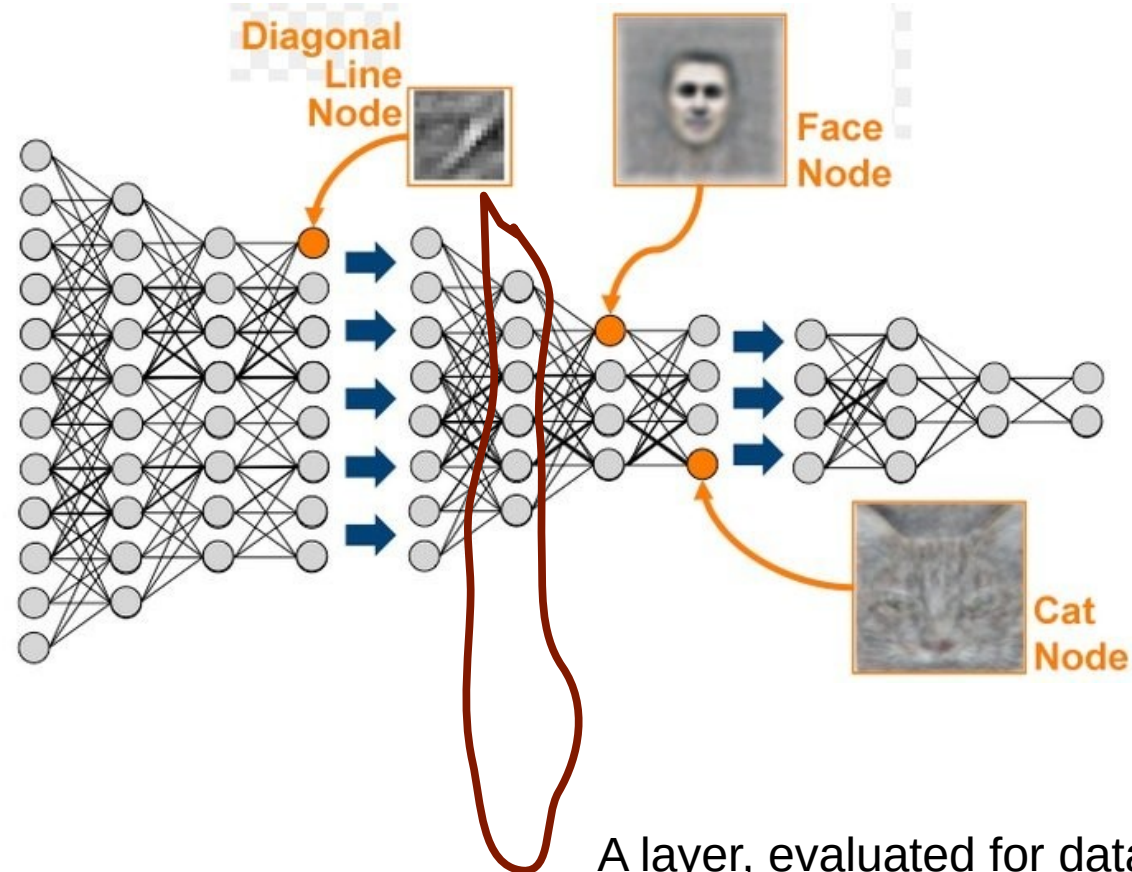 Diagonal
Line
Node
Face
Node
Cat
Node
A layer, evaluated for data